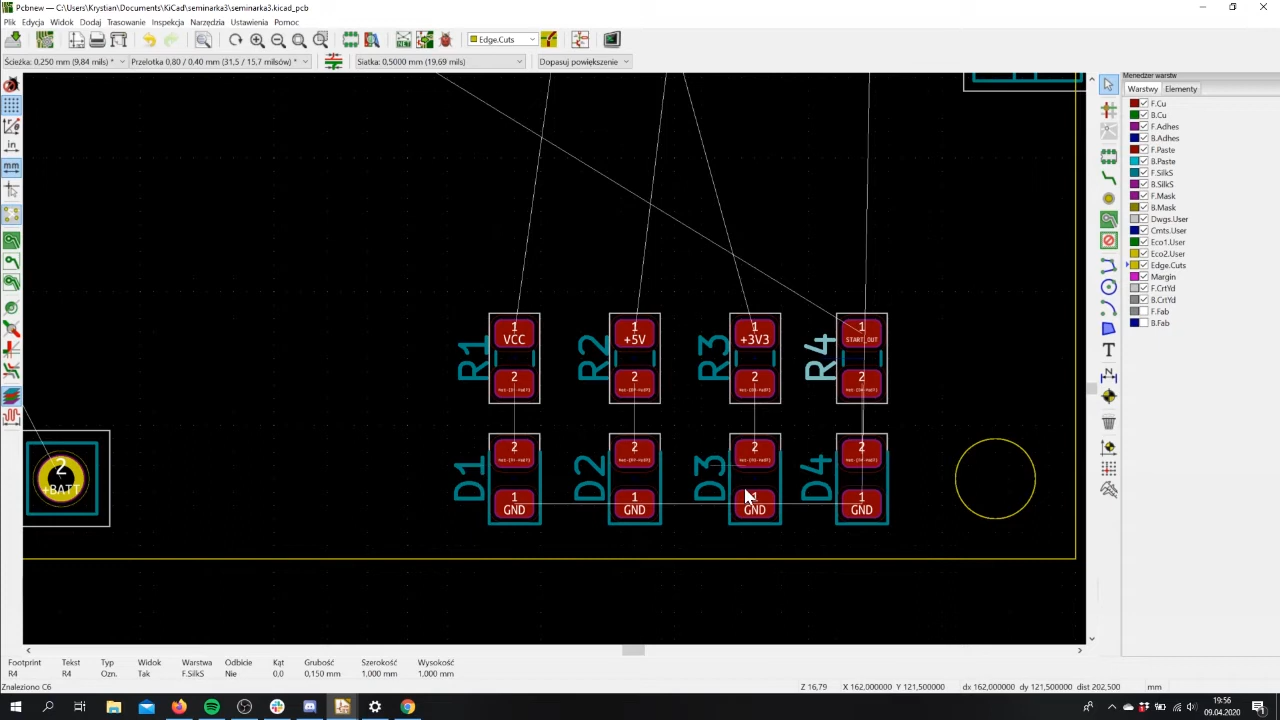 Pcbnew — C:\Users\Krystian\Documents\KiCad\seminarka3\seminarka3.kicad_pcb
Plik Edycja Widok Dodaj Trasowanie Inspekcja Narzędzia Ustawienia Pomoc
Edge.Cuts
Ścieżka: 0,250 mm (9,84 mils) * Przelotka 0,80 / 0,40 mm (31,5 / 15,7 milsów) * Siatka: 0,5000 mm (19,69 mils) Dopasuj powiększenie
Menedżer warstw
Warstwy Elementy
F.Cu
B.Cu
F.Adhes
B.Adhes
F.Paste
B.Paste
F.SilkS
B.SilkS
F.Mask
B.Mask
Dwgs.User
Cmts.User
Eco1.User
Eco2.User
Edge.Cuts
Margin
F.CrtYd
B.CrtYd
F.Fab
B.Fab
in
mm
T
N
R1 R2 R3 R4
1 1 1 1
VCC +5V +3V3 START_OUT
2 2 2 2
D1 D2 D3 D4
2 2 2 2
1 1 1 1
GND GND GND GND
2
+BATT
Footprint Tekst Typ Widok Warstwa Odbicie Kąt Grubość Szerokość Wysokość
R4 R4 Ozn. Tak F.SilkS Nie 0,0 0,150 mm 1,000 mm 1,000 mm
Znaleziono C6 Z 16,79 X 162,000000 Y 121,500000 dx 162,000000 dy 121,500000 dist 202,500 mm
19:56
09.04.2020